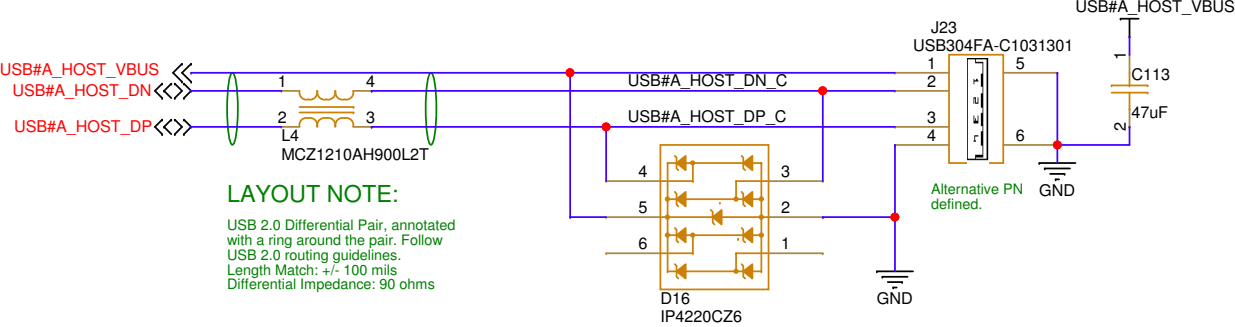 USB#A_HOST_VBUS
J23
USB304FA-C1031301
USB#A_HOST_VBUS
1
5
1
USB#A_HOST_DN
1
4
USB#A_HOST_DN_C
2
C113
47uF
USB#A_HOST_DP
2
3
USB#A_HOST_DP_C
3
2
L4
4
6
MCZ1210AH900L2T
4
3
GND
Alternative PN
defined.
LAYOUT NOTE:
5
2
USB 2.0 Differential Pair, annotated
with a ring around the pair. Follow
USB 2.0 routing guidelines.
Length Match: +/- 100 mils
Differential Impedance: 90 ohms
6
1
D16
IP4220CZ6
GND